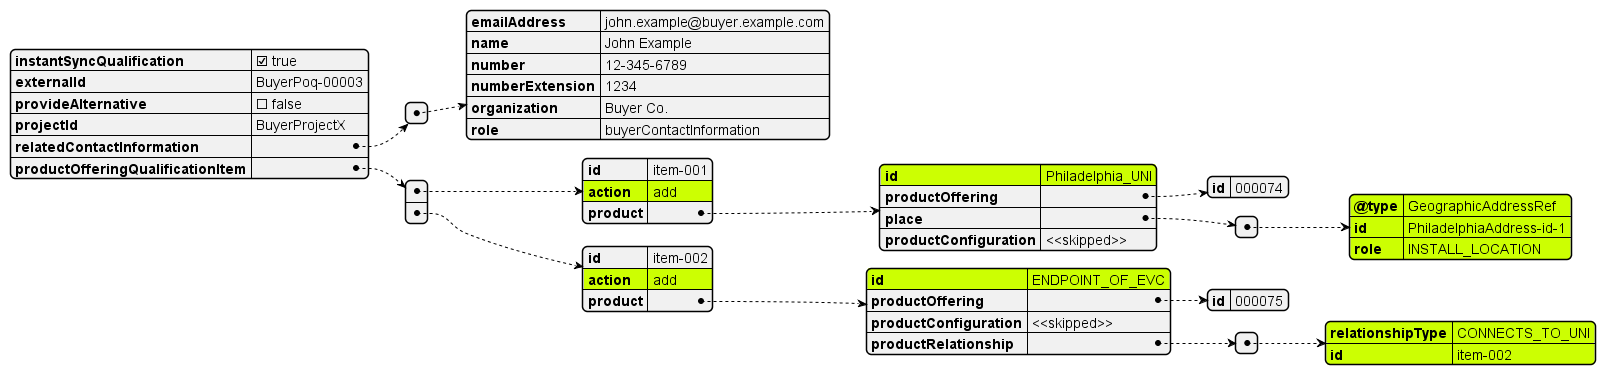 instantSyncQualification ☑ true
externalId BuyerPoq-00003
provideAlternative ☐ false
projectId BuyerProjectX
relatedContactInformation
productOfferingQualificationItem
emailAddress john.example@buyer.example.com
name John Example
number 12-345-6789
numberExtension 1234
organization Buyer Co.
role buyerContactInformation
id item-001
action add
product
id Philadelphia_UNI
productOffering
place
productConfiguration <<skipped>>
id 000074
@type GeographicAddressRef
id PhiladelphiaAddress-id-1
role INSTALL_LOCATION
id item-002
action add
product
id ENDPOINT_OF_EVC
productOffering
productConfiguration <<skipped>>
productRelationship
id 000075
relationshipType CONNECTS_TO_UNI
id item-002